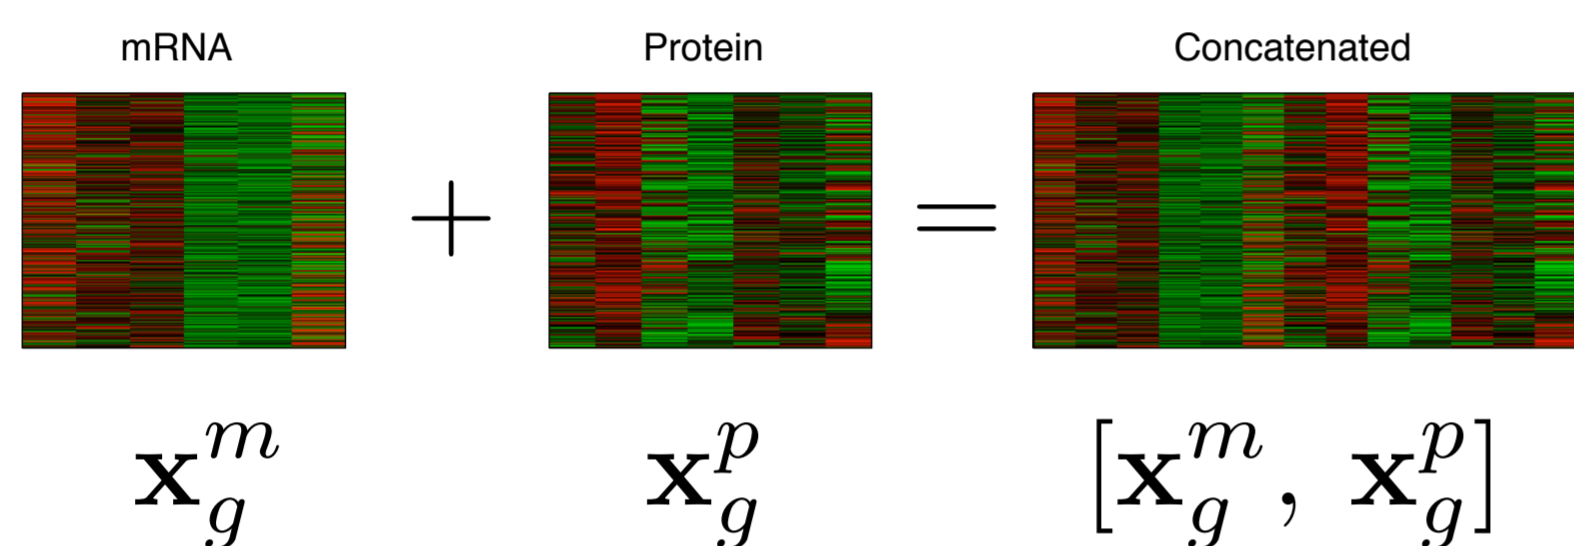 mRNA Protein Concatenated
+ =
x_g^m x_g^p [x_g^m, x_g^p]